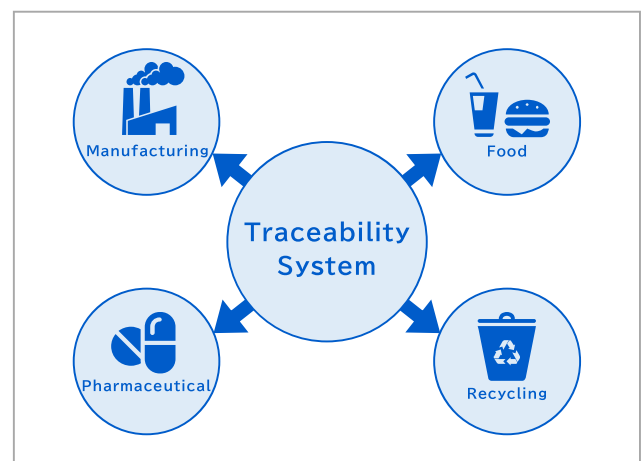 Manufacturing
Food
Traceability
System
Pharmaceutical
Recycling